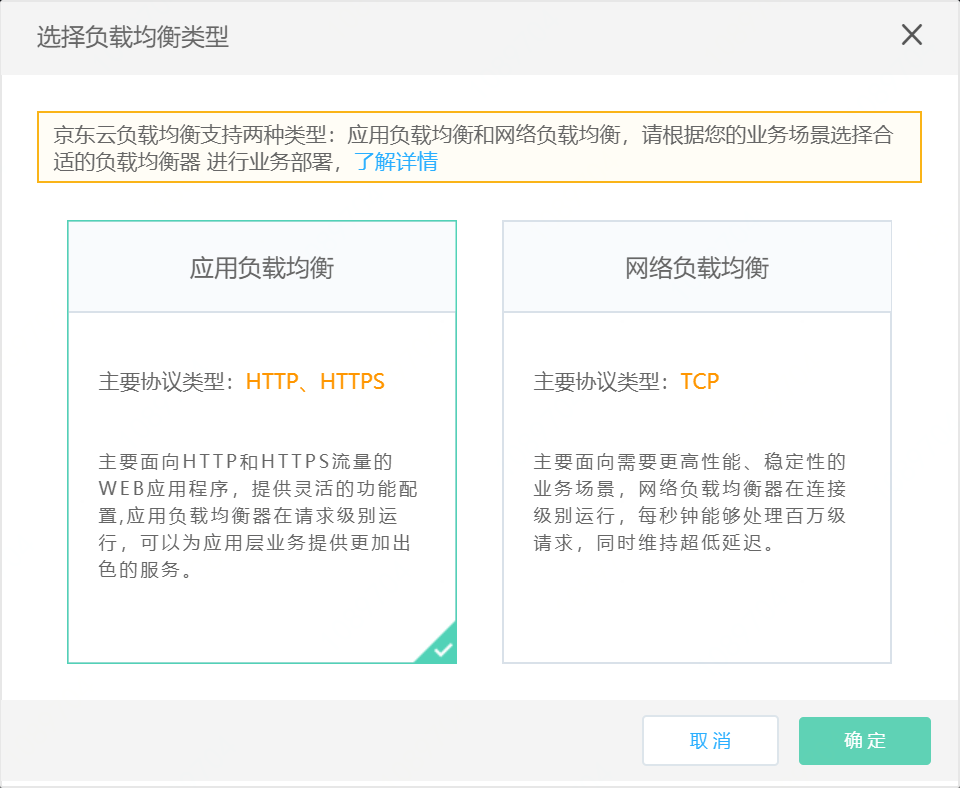 选择负载均衡类型
京东云负载均衡支持两种类型：应用负载均衡和网络负载均衡，请根据您的业务场景选择合
适的负载均衡器 进行业务部署，了解详情
应用负载均衡
主要协议类型：HTTP、HTTPS
主要面向HTTP和HTTPS流量的
WEB应用程序，提供灵活的功能配
置,应用负载均衡器在请求级别运
行，可以为应用层业务提供更加出
色的服务。
网络负载均衡
主要协议类型：TCP
主要面向需要更高性能、稳定性的
业务场景，网络负载均衡器在连接
级别运行，每秒钟能够处理百万级
请求，同时维持超低延迟。
取消
确定